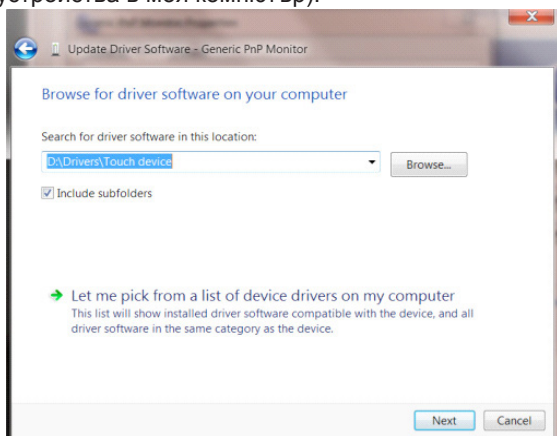 устройства в моя компютър).
Update Driver Software - Generic PnP Monitor
Browse for driver software on your computer
Search for driver software in this location:
D:\Drivers\Touch device
Browse...
Include subfolders
Let me pick from a list of device drivers on my computer
This list will show installed driver software compatible with the device, and all
driver software in the same category as the device.
Next Cancel